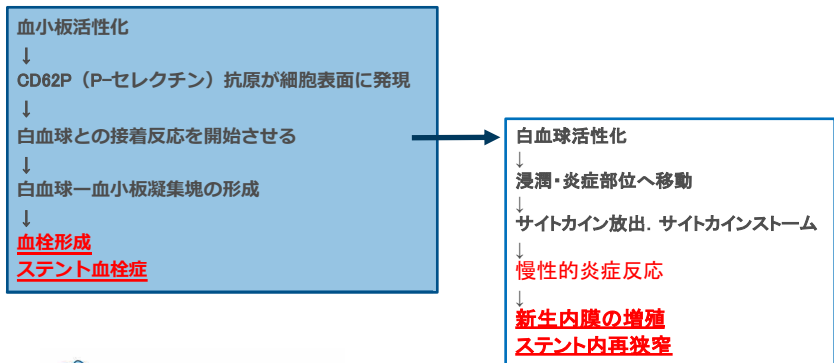 血小板活性化
↓
CD62P（P-セレクチン）抗原が細胞表面に発現
↓
白血球との接着反応を開始させる
↓
白血球ー血小板凝集塊の形成
↓
血栓形成
ステント血栓症
白血球活性化
↓
浸潤・炎症部位へ移動
↓
サイトカイン放出．サイトカインストーム
↓
慢性的炎症反応
↓
新生内膜の増殖
ステント内再狭窄